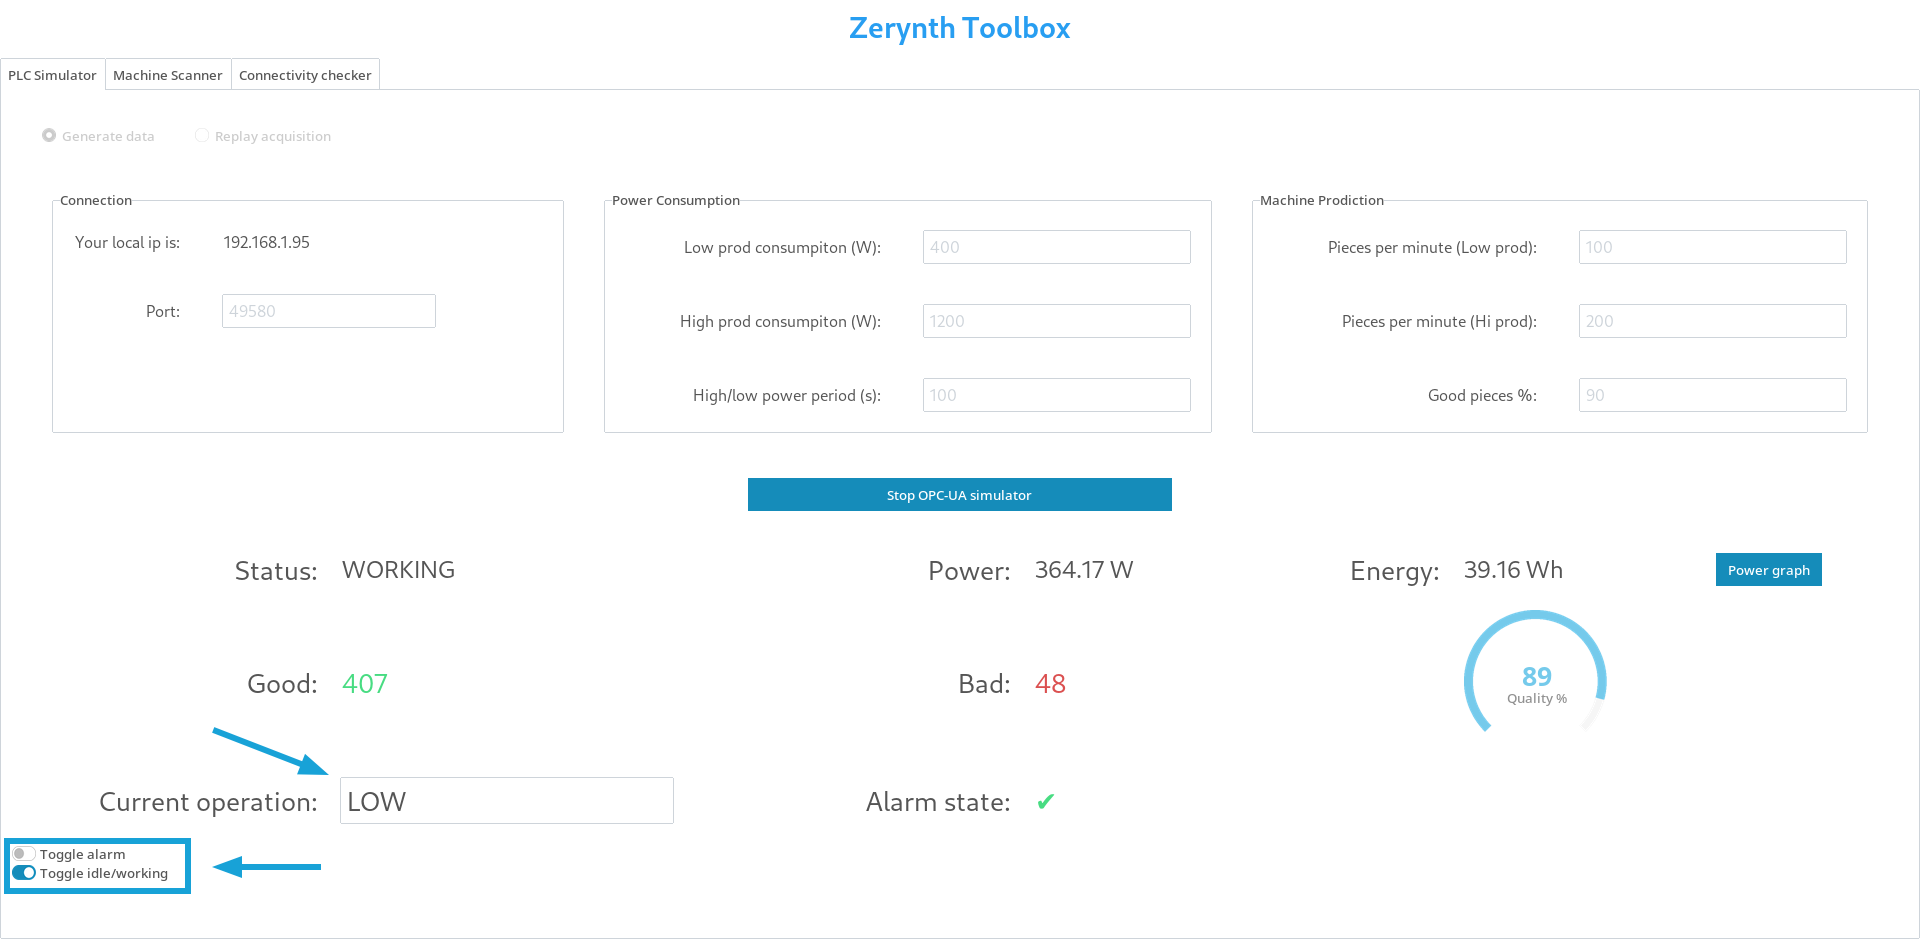 Zerynth Toolbox
PLC Simulator Machine Scanner Connectivity checker
Generate data Replay acquisition
Connection
Your local ip is: 192.168.1.95
Port: 49580
Power Consumption
Low prod consumpiton (W): 400
High prod consumpiton (W): 1200
High/low power period (s): 100
Machine Prodiction
Pieces per minute (Low prod): 100
Pieces per minute (Hi prod): 200
Good pieces %: 90
Stop OPC-UA simulator
Status: WORKING Power: 364.17 W Energy: 39.16 Wh Power graph
Good: 407 Bad: 48
89
Quality %
Current operation: LOW Alarm state: ✔
Toggle alarm
Toggle idle/working